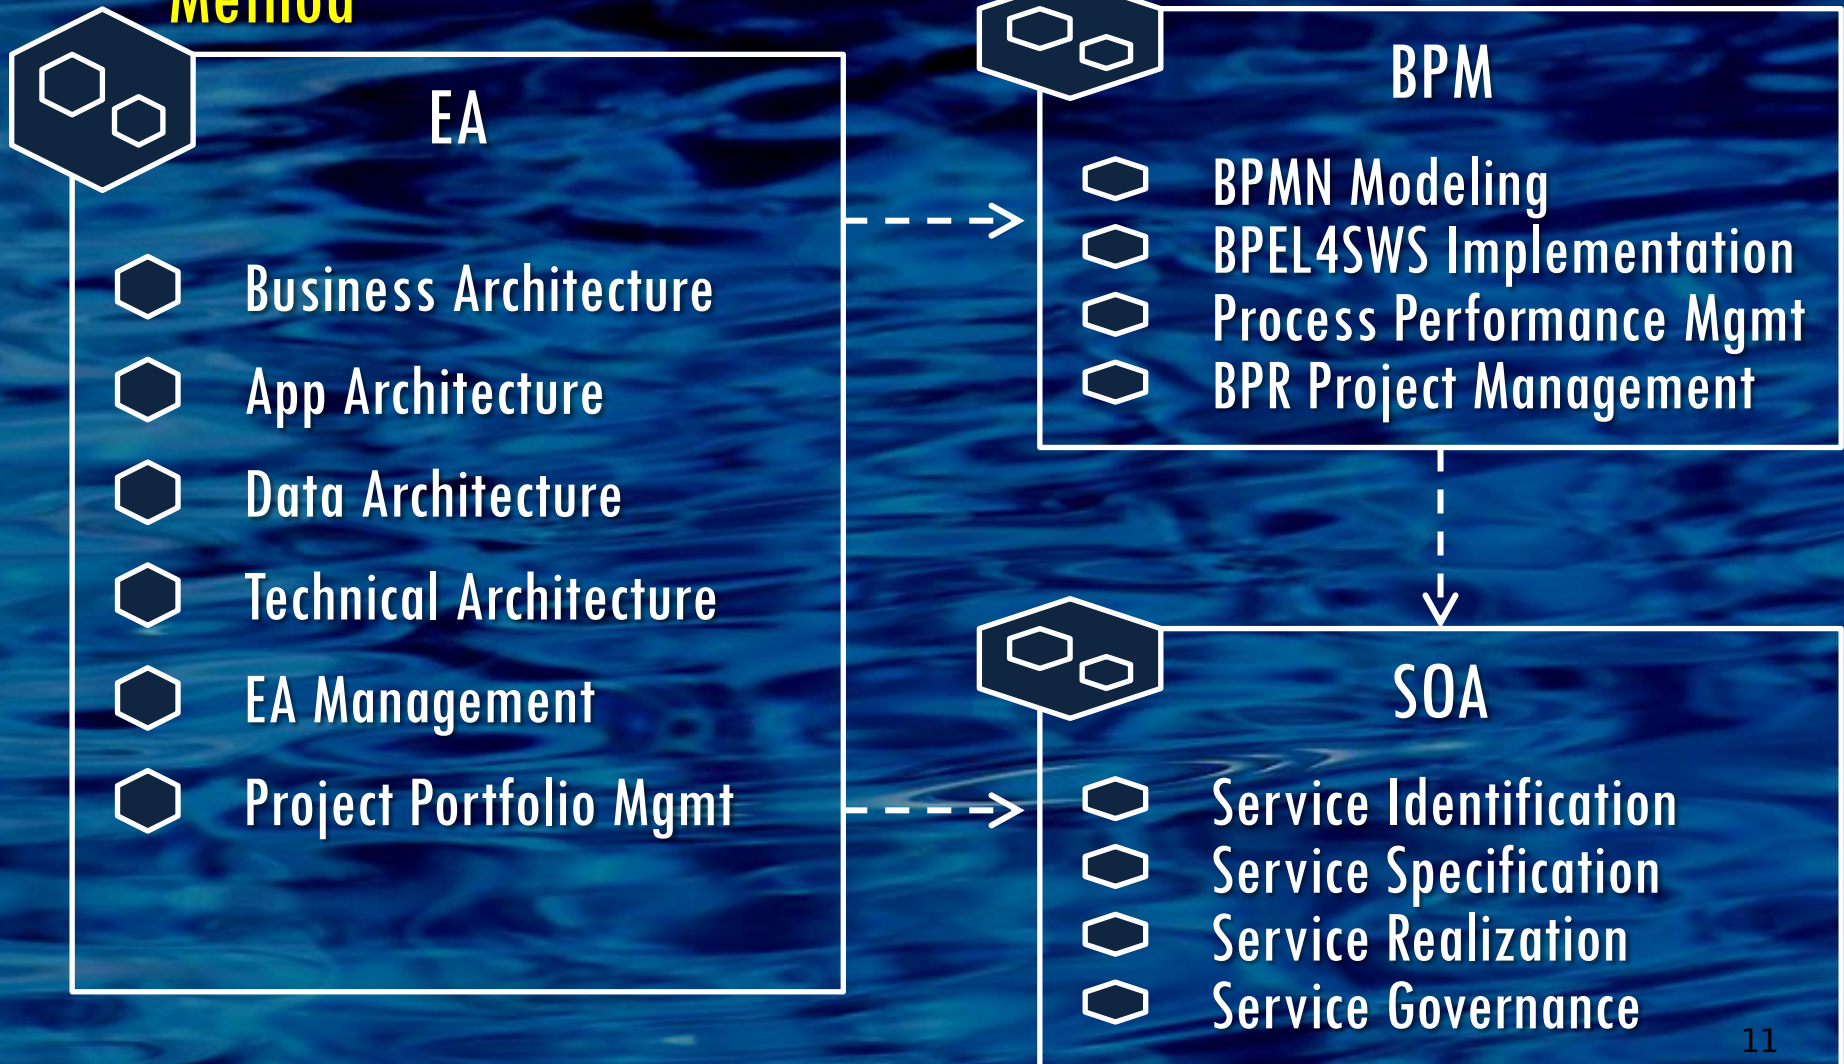 Method
EA
Business Architecture
App Architecture
Data Architecture
Technical Architecture
EA Management
Project Portfolio Mgmt
BPM
BPMN Modeling
BPEL4SWS Implementation
Process Performance Mgmt
BPR Project Management
SOA
Service Identification
Service Specification
Service Realization
Service Governance
11